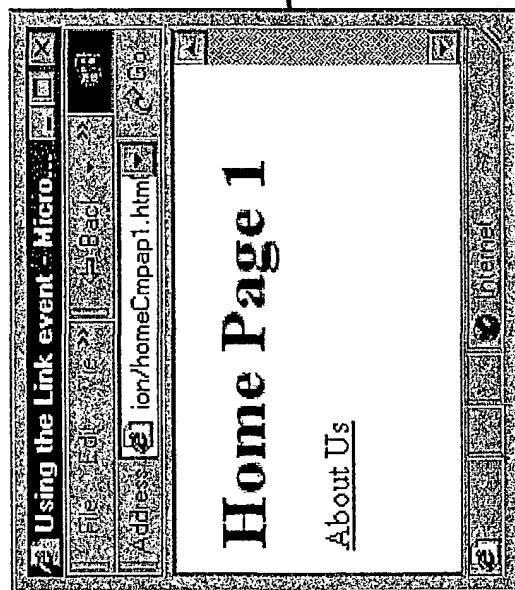 Using the Link event - Micro...
File Edit Vie » Back »
Address ion/homeCmpap1.htm Go
Home Page 1
About Us
Internet